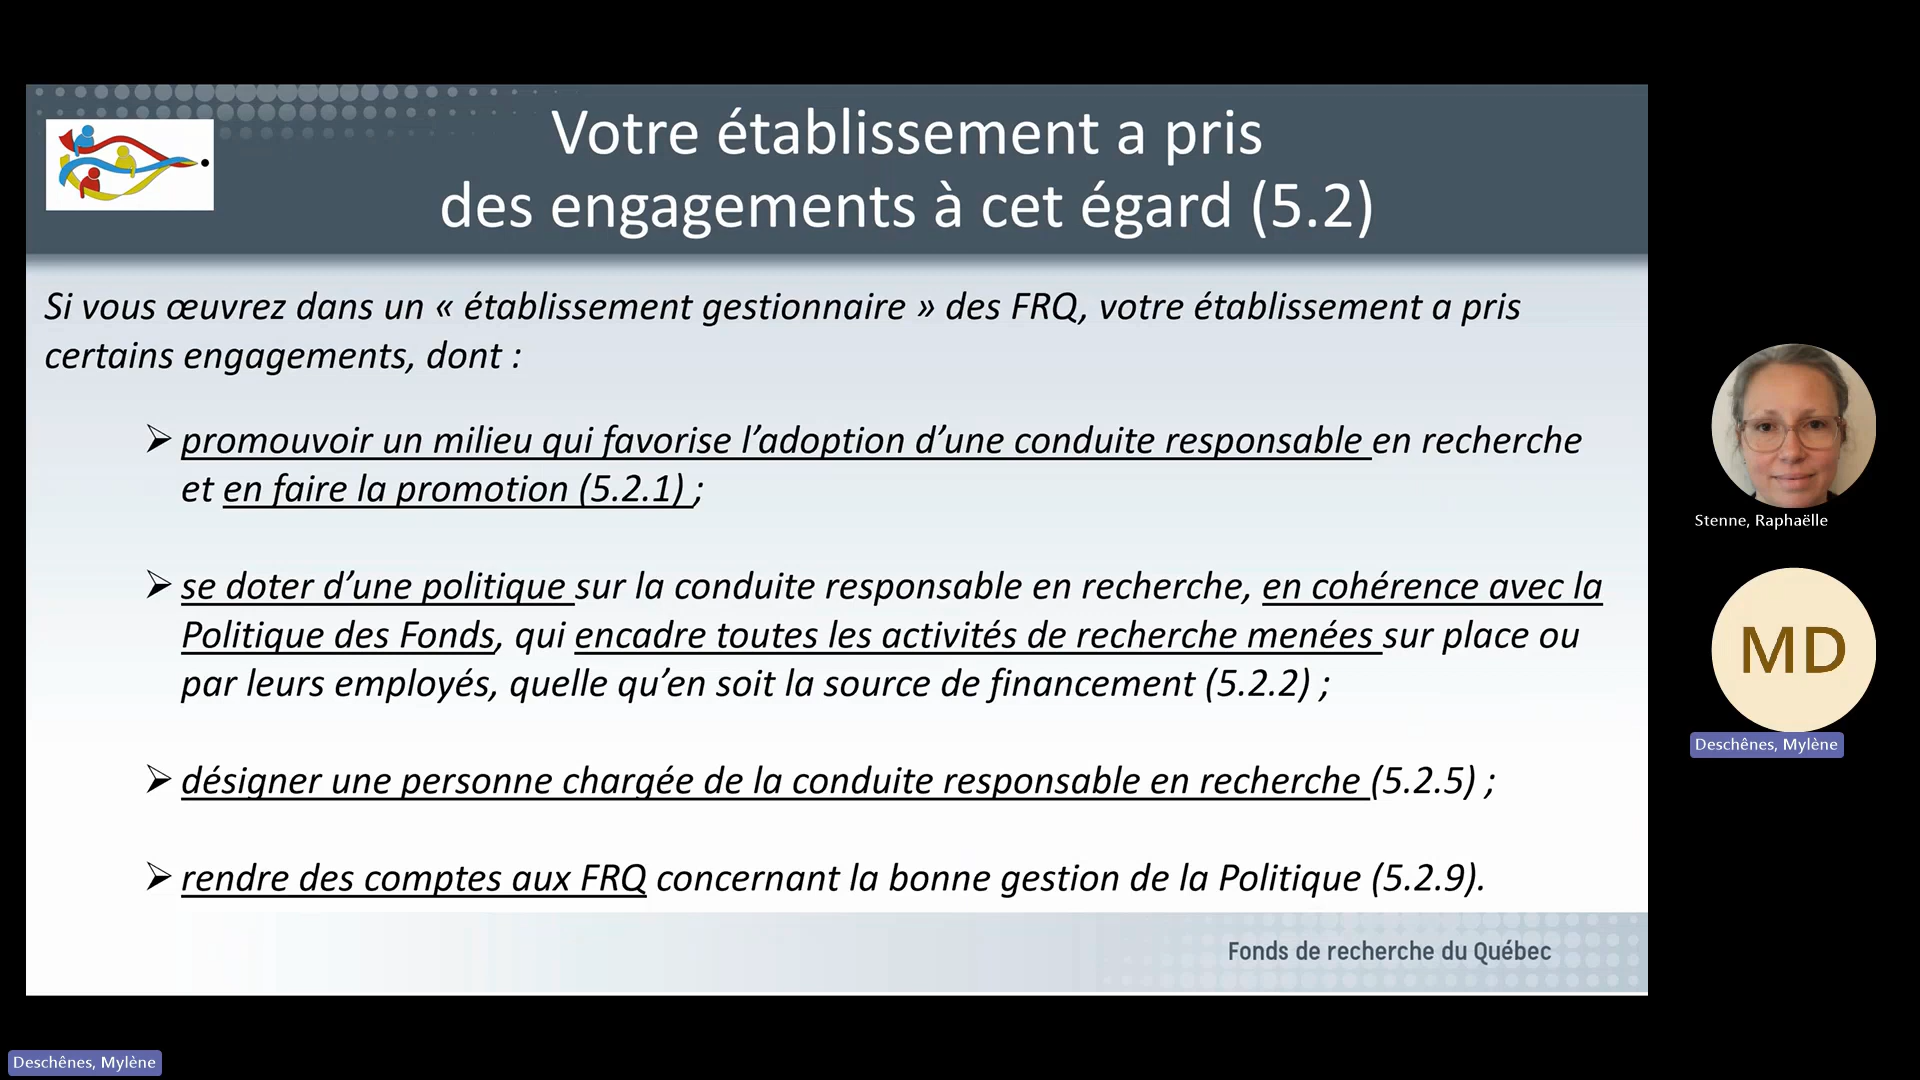 Votre établissement a pris
des engagements à cet égard (5.2)
Si vous œuvrez dans un « établissement gestionnaire » des FRQ, votre établissement a pris
certains engagements, dont :
➢ promouvoir un milieu qui favorise l’adoption d’une conduite responsable en recherche
et en faire la promotion (5.2.1) ;
➢ se doter d’une politique sur la conduite responsable en recherche, en cohérence avec la
Politique des Fonds, qui encadre toutes les activités de recherche menées sur place ou
par leurs employés, quelle qu’en soit la source de financement (5.2.2) ;
➢ désigner une personne chargée de la conduite responsable en recherche (5.2.5) ;
➢ rendre des comptes aux FRQ concernant la bonne gestion de la Politique (5.2.9).
Fonds de recherche du Québec
Stenne, Raphaëlle
MD
Deschênes, Mylène
Deschênes, Mylène